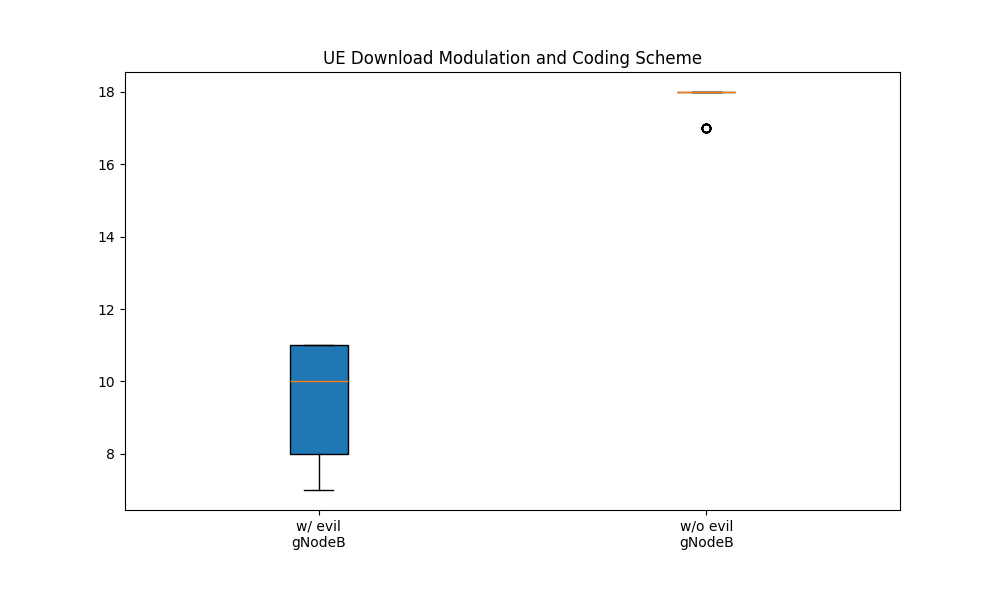 UE Download Modulation and Coding Scheme
18
16
14
12
10
8
w/ evil
gNodeB
w/o evil
gNodeB